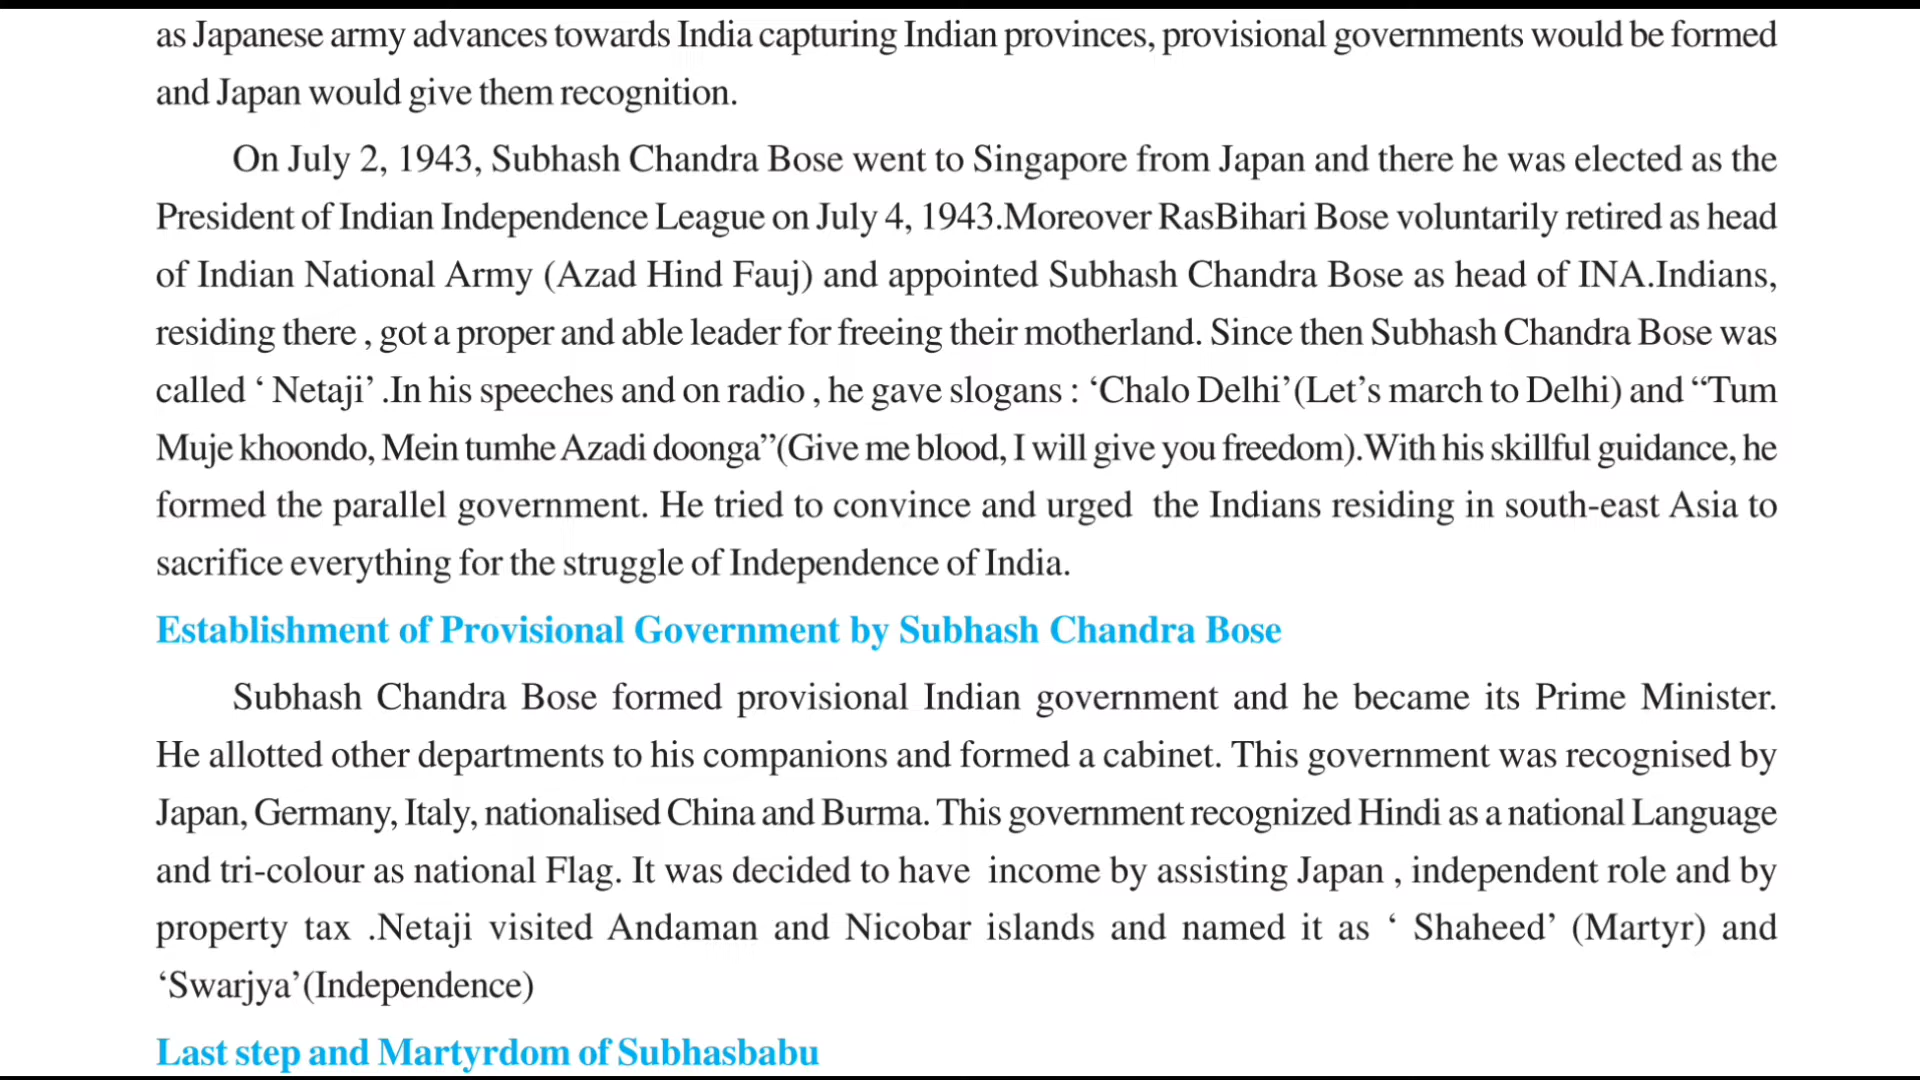 as Japanese army advances towards India capturing Indian provinces, provisional governments would be formed
and Japan would give them recognition.
On July 2, 1943, Subhash Chandra Bose went to Singapore from Japan and there he was elected as the
President of Indian Independence League on July 4, 1943.Moreover RasBihari Bose voluntarily retired as head
of Indian National Army (Azad Hind Fauj) and appointed Subhash Chandra Bose as head of INA.Indians,
residing there , got a proper and able leader for freeing their motherland. Since then Subhash Chandra Bose was
called ‘ Netaji’ .In his speeches and on radio , he gave slogans : ‘Chalo Delhi’(Let’s march to Delhi) and “Tum
Muje khoondo, Mein tumhe Azadi doonga”(Give me blood, I will give you freedom).With his skillful guidance, he
formed the parallel government. He tried to convince and urged  the Indians residing in south-east Asia to
sacrifice everything for the struggle of Independence of India.
Establishment of Provisional Government by Subhash Chandra Bose
Subhash Chandra Bose formed provisional Indian government and he became its Prime Minister.
He allotted other departments to his companions and formed a cabinet. This government was recognised by
Japan, Germany, Italy, nationalised China and Burma. This government recognized Hindi as a national Language
and tri-colour as national Flag. It was decided to have  income by assisting Japan , independent role and by
property tax .Netaji visited Andaman and Nicobar islands and named it as ‘ Shaheed’ (Martyr) and
‘Swarjya’(Independence)
Last step and Martyrdom of Subhasbabu